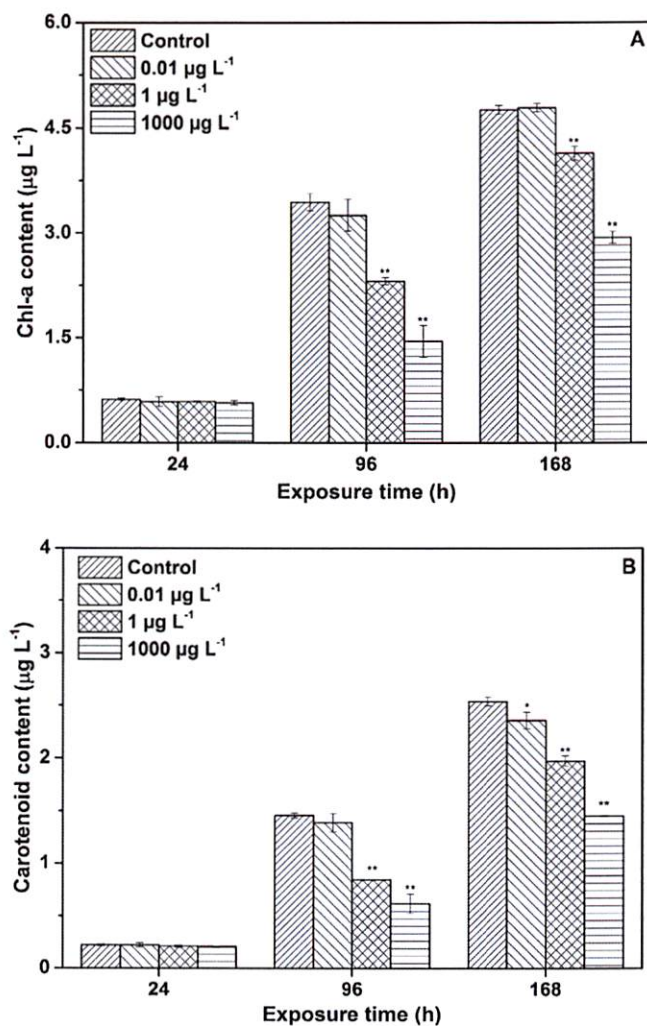 6.0
A
Control
0.01 µg L⁻¹
1 µg L⁻¹
1000 µg L⁻¹
4.5
**
**
3.0
**
**
1.5
0.0
24
96
168
Chl-a content (µg L⁻¹)
Exposure time (h)
4
B
Control
0.01 µg L⁻¹
1 µg L⁻¹
1000 µg L⁻¹
3
*
**
2
**
**
**
1
0
24
96
168
Carotenoid content (µg L⁻¹)
Exposure time (h)